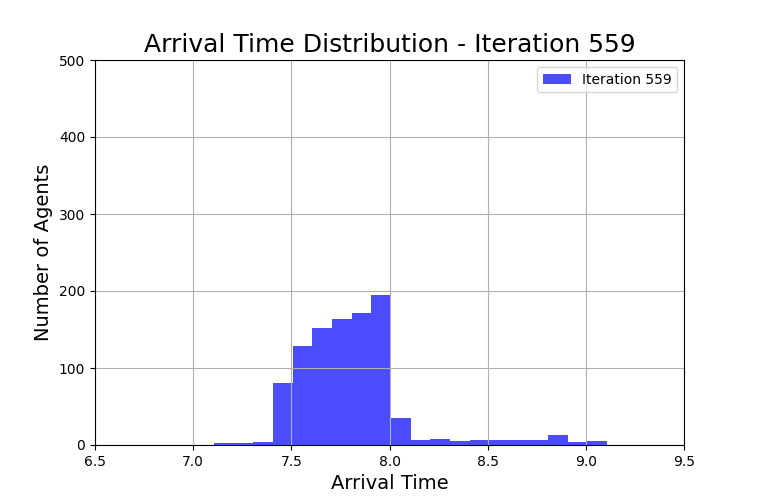 Arrival Time Distribution - Iteration 559
500
Iteration 559
400
300
200
100
0
Number of Agents
6.5 7.0 7.5 8.0 8.5 9.0 9.5
Arrival Time